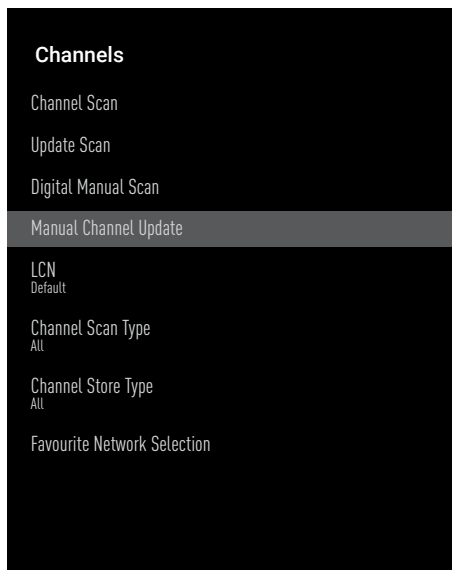 Channels
Channel Scan
Update Scan
Digital Manual Scan
Manual Channel Update
LCN
Default
Channel Scan Type
All
Channel Store Type
All
Favourite Network Selection